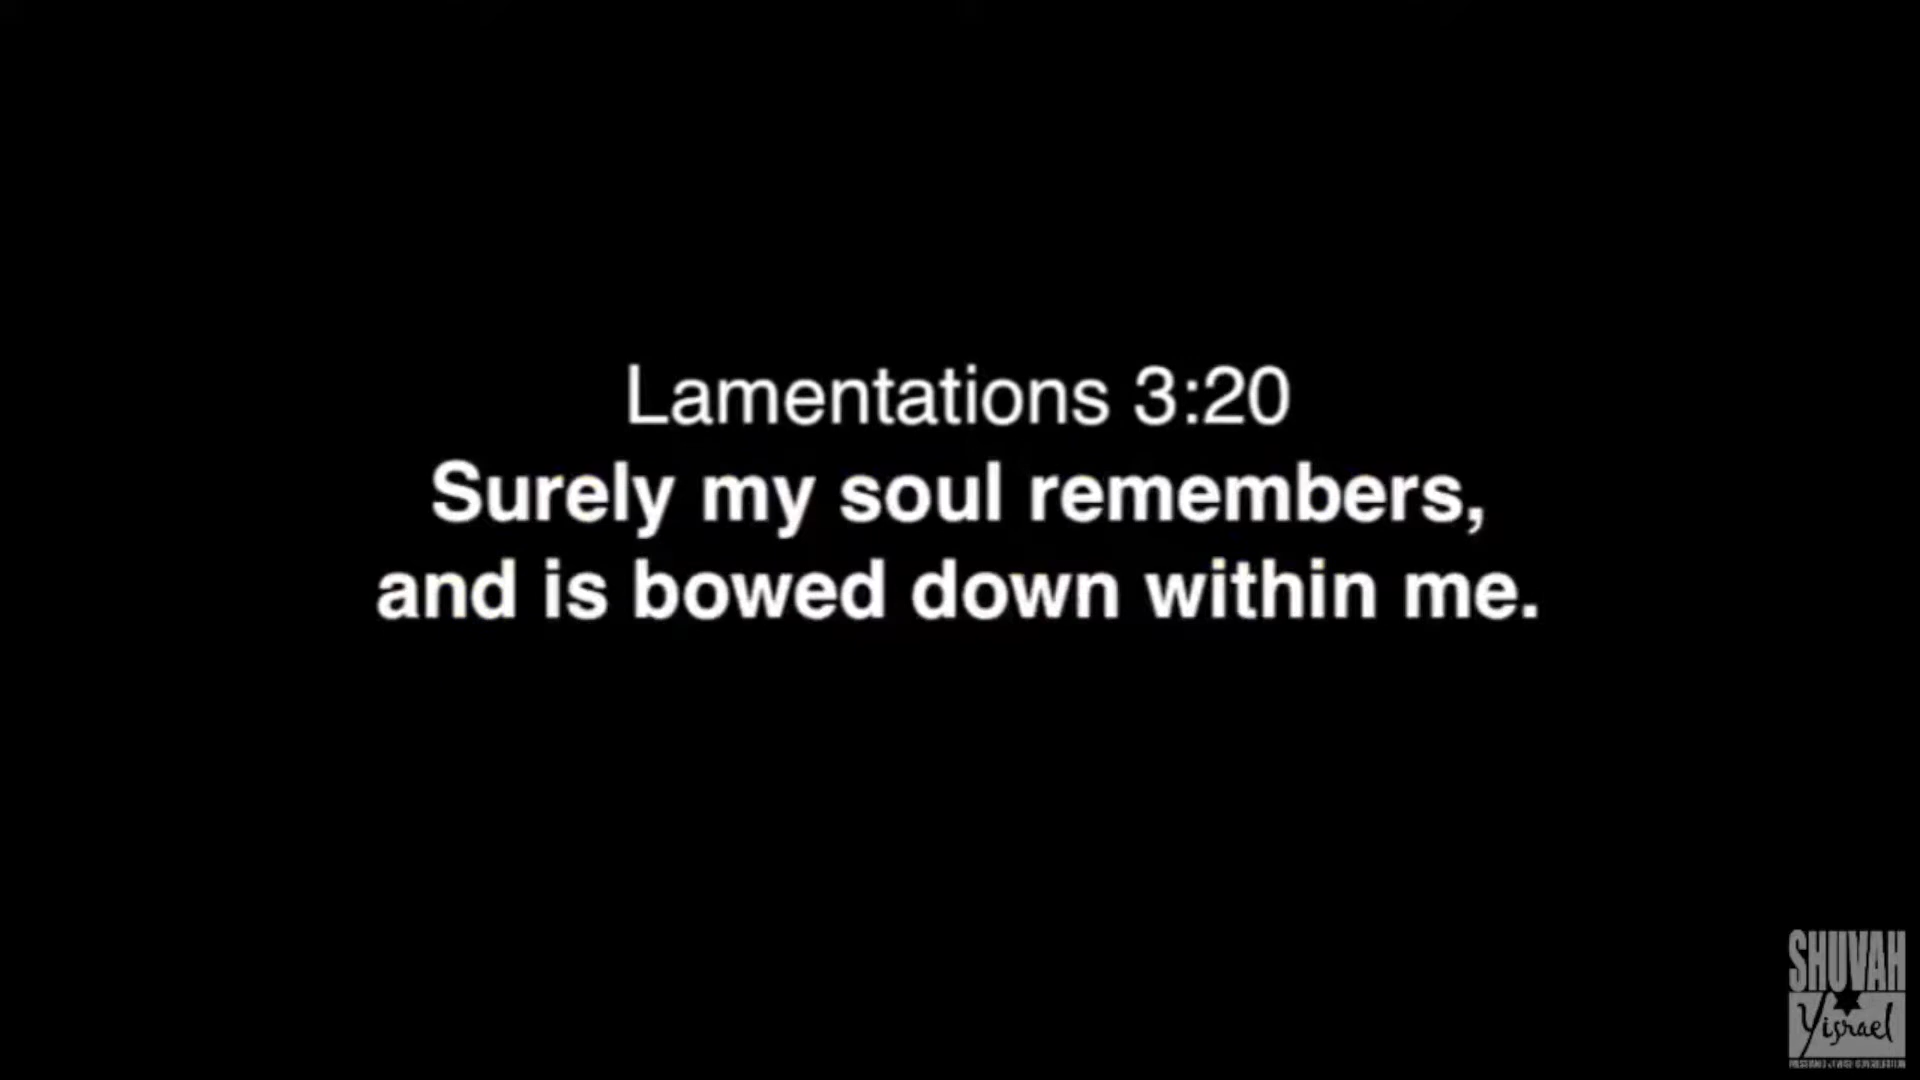 Lamentations 3:20
Surely my soul remembers,
and is bowed down within me.
SHUVAH
Yisrael